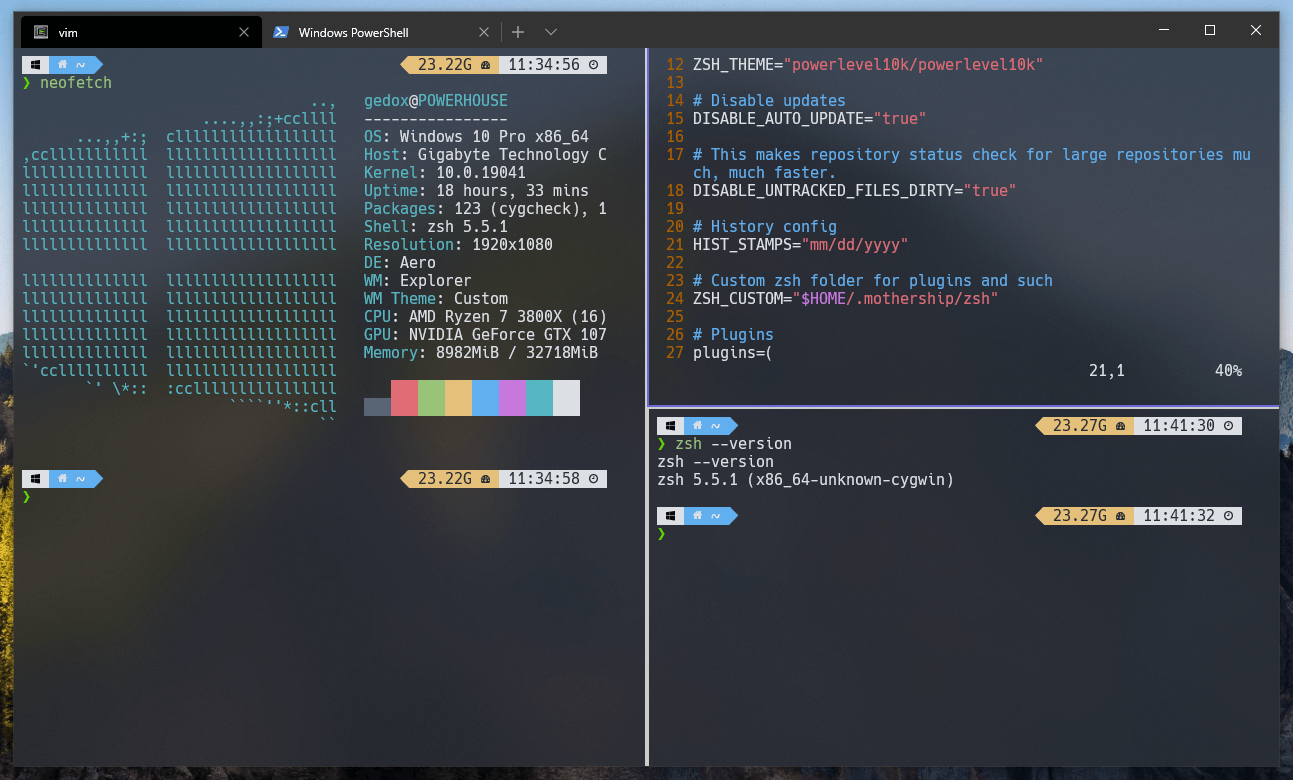 vim
Windows PowerShell
~ 23.22G 11:34:56
❯ neofetch
gedox@POWERHOUSE
----------------
OS: Windows 10 Pro x86_64
Host: Gigabyte Technology C
Kernel: 10.0.19041
Uptime: 18 hours, 33 mins
Packages: 123 (cygcheck), 1
Shell: zsh 5.5.1
Resolution: 1920x1080
DE: Aero
WM: Explorer
WM Theme: Custom
CPU: AMD Ryzen 7 3800X (16)
GPU: NVIDIA GeForce GTX 107
Memory: 8982MiB / 32718MiB
~ 23.22G 11:34:58
❯
12 ZSH_THEME="powerlevel10k/powerlevel10k"
13
14 # Disable updates
15 DISABLE_AUTO_UPDATE="true"
16
17 # This makes repository status check for large repositories mu
ch, much faster.
18 DISABLE_UNTRACKED_FILES_DIRTY="true"
19
20 # History config
21 HIST_STAMPS="mm/dd/yyyy"
22
23 # Custom zsh folder for plugins and such
24 ZSH_CUSTOM="$HOME/.mothership/zsh"
25
26 # Plugins
27 plugins=(
21,1 40%
~ 23.27G 11:41:30
❯ zsh --version
zsh --version
zsh 5.5.1 (x86_64-unknown-cygwin)
~ 23.27G 11:41:32
❯